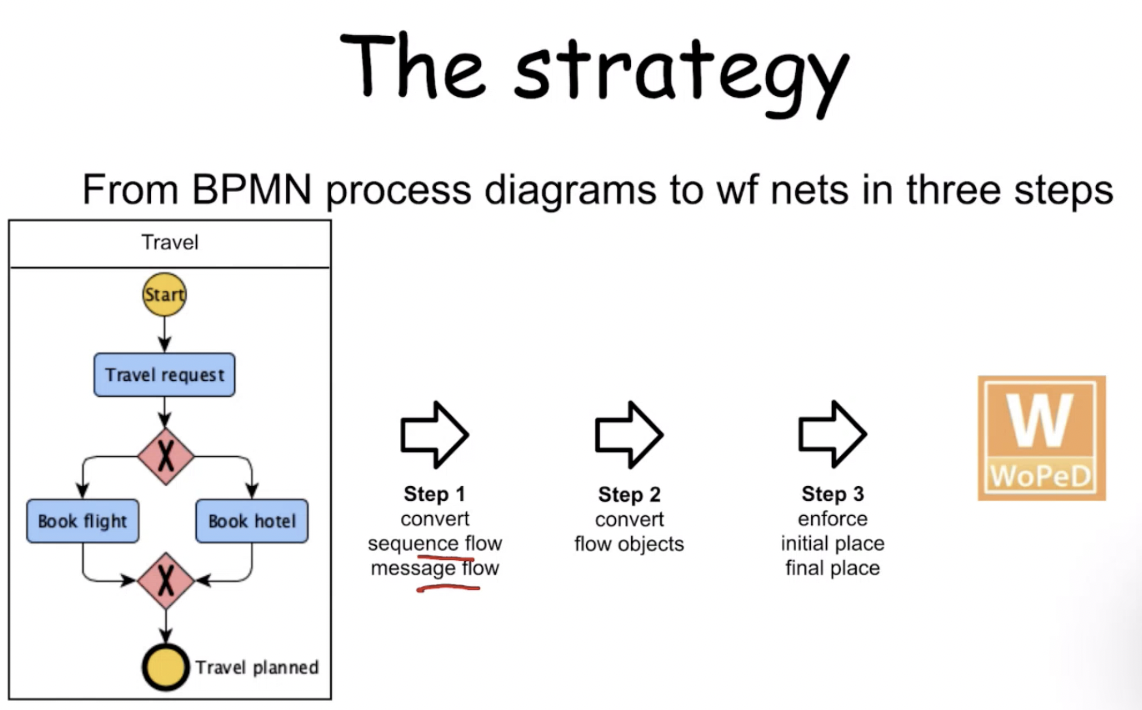 The strategy
From BPMN process diagrams to wf nets in three steps
Travel
Start
Travel request
X
Book flight
Book hotel
X
Travel planned
Step 1
convert
sequence flow
message flow
Step 2
convert
flow objects
Step 3
enforce
initial place
final place
W
WoPeD